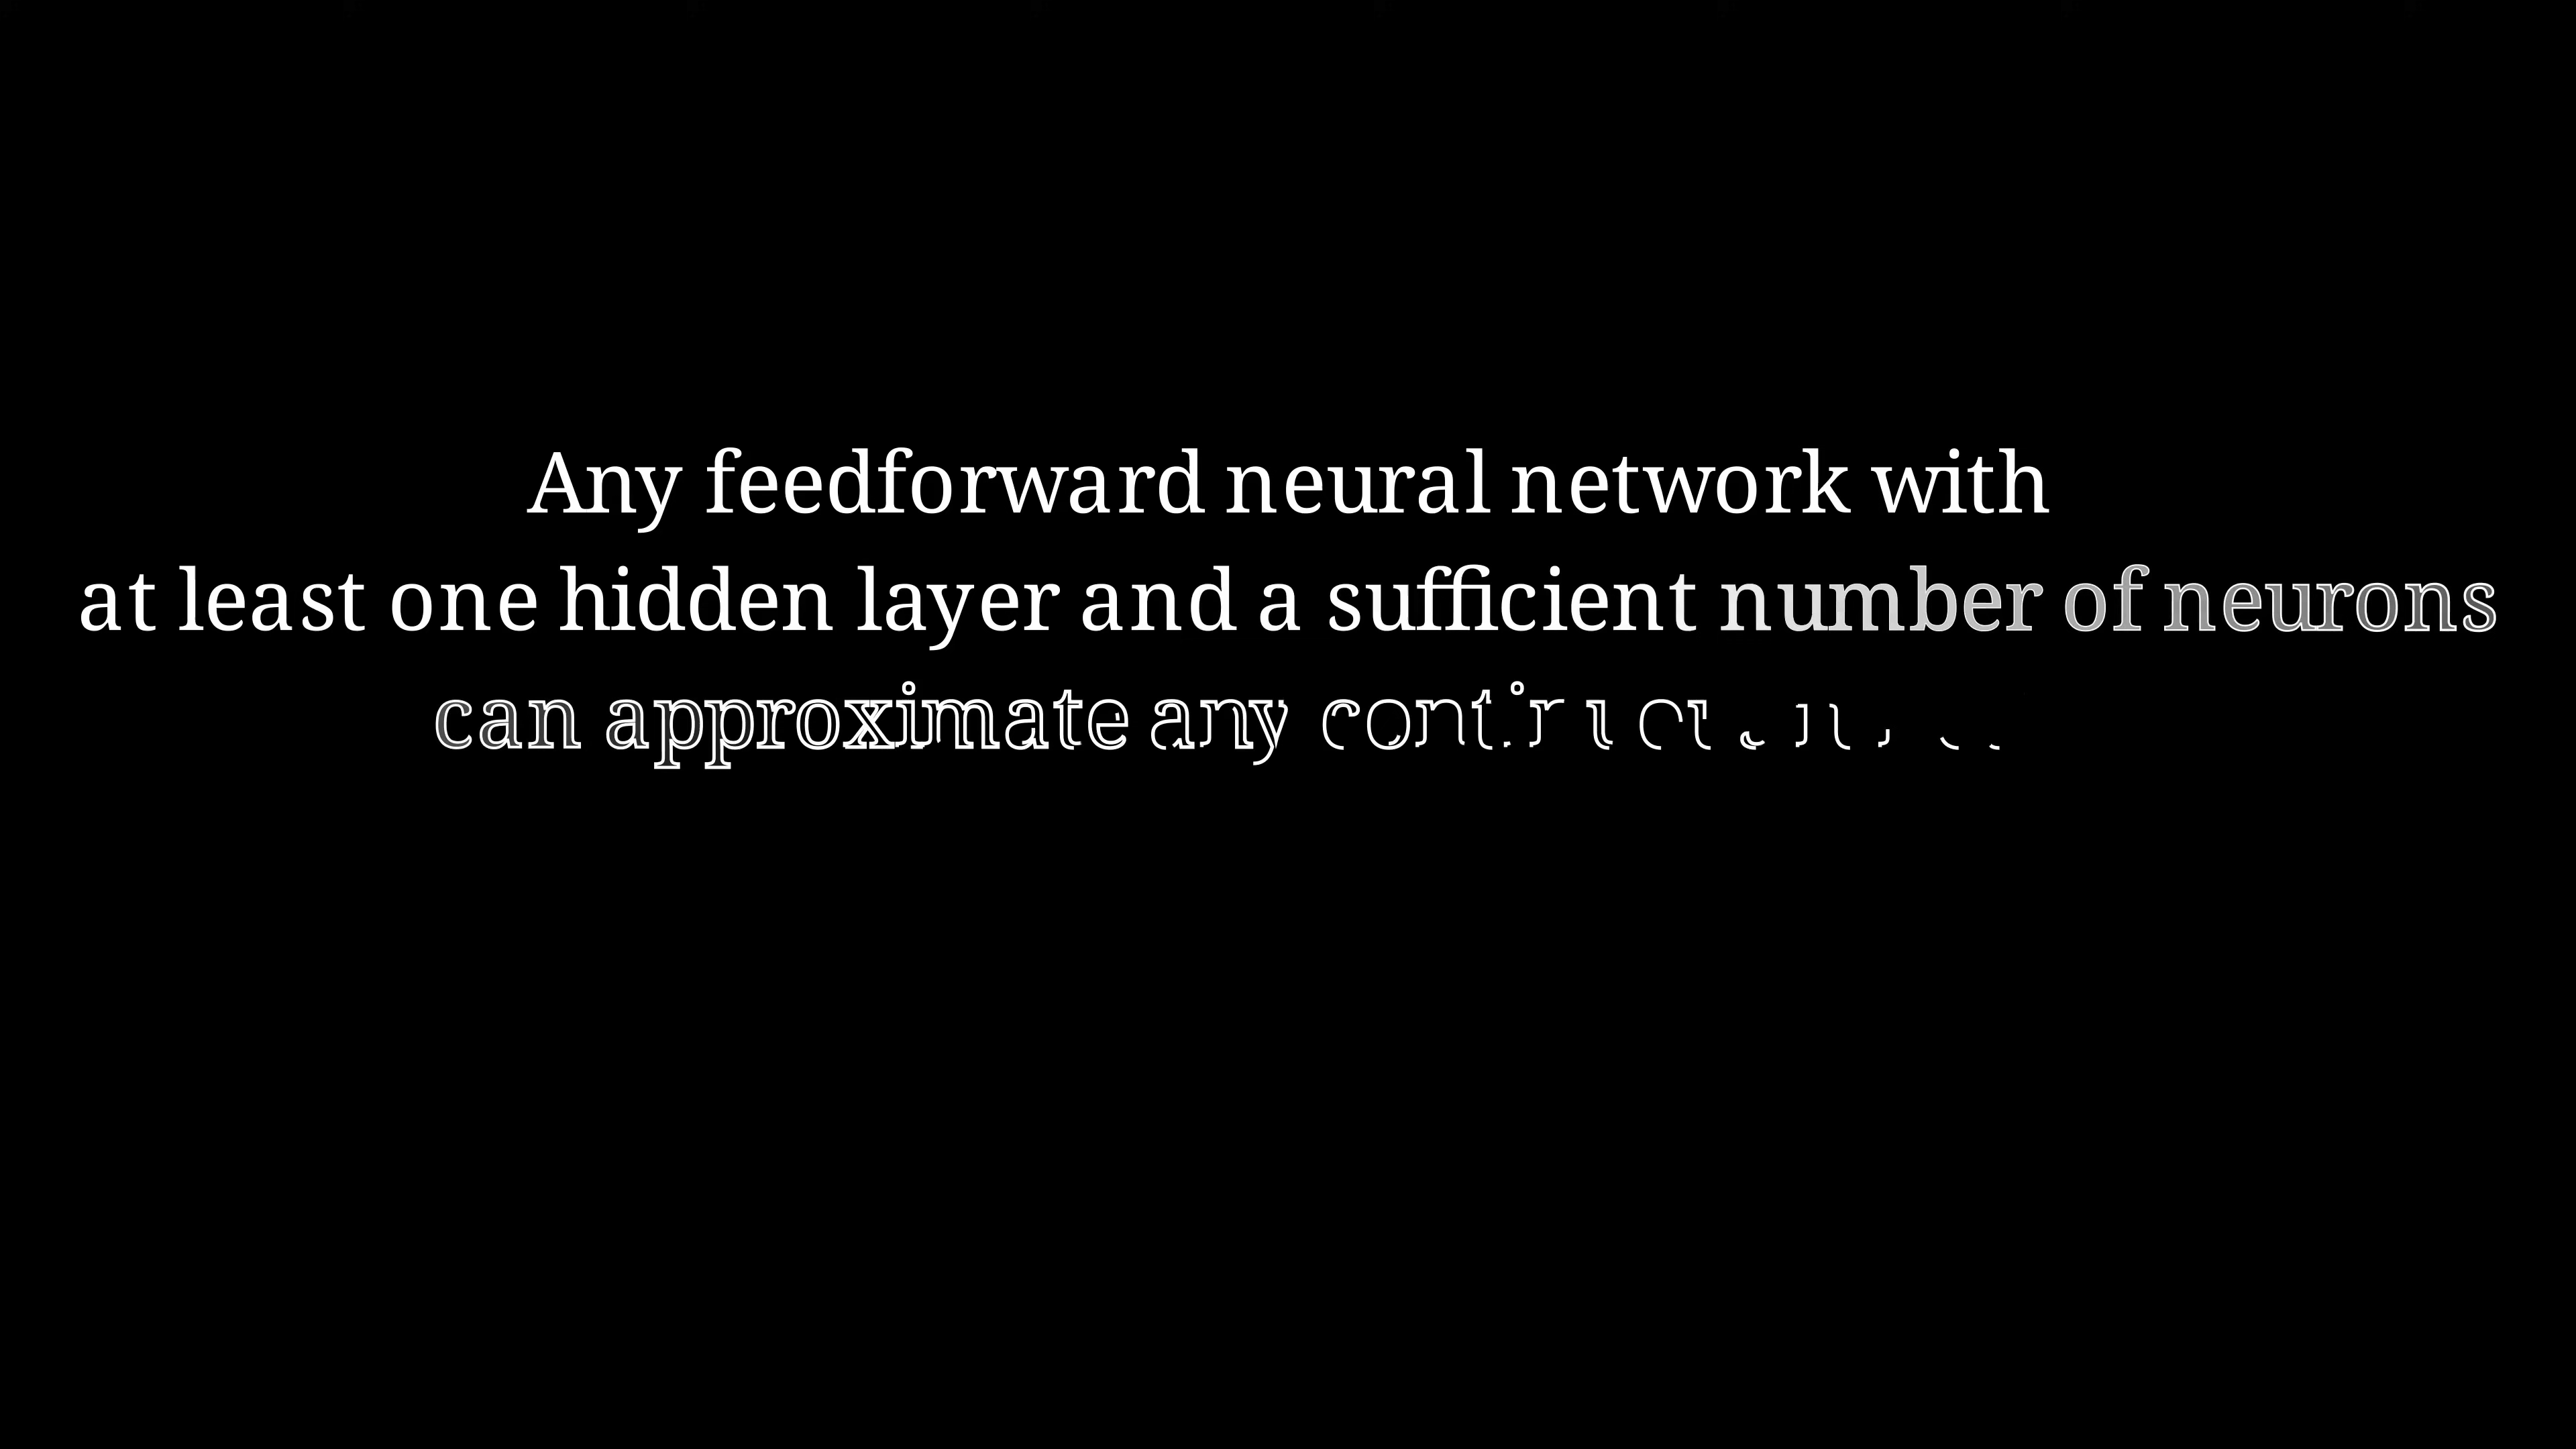 Any feedforward neural network with
at least one hidden layer and a sufficient number of neurons
can approximate any